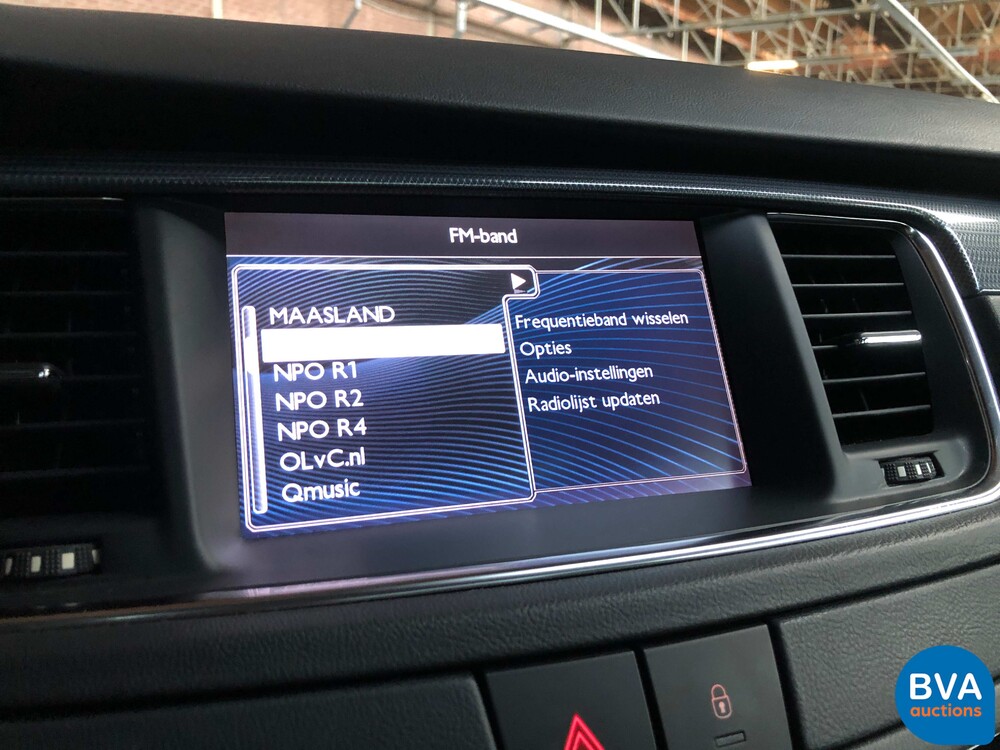 FM-band
MAASLAND
NPO R1
NPO R2
NPO R4
OLvC.nl
Qmusic
Frequentieband wisselen
Opties
Audio-instellingen
Radiolijst updaten
BVA
auctions